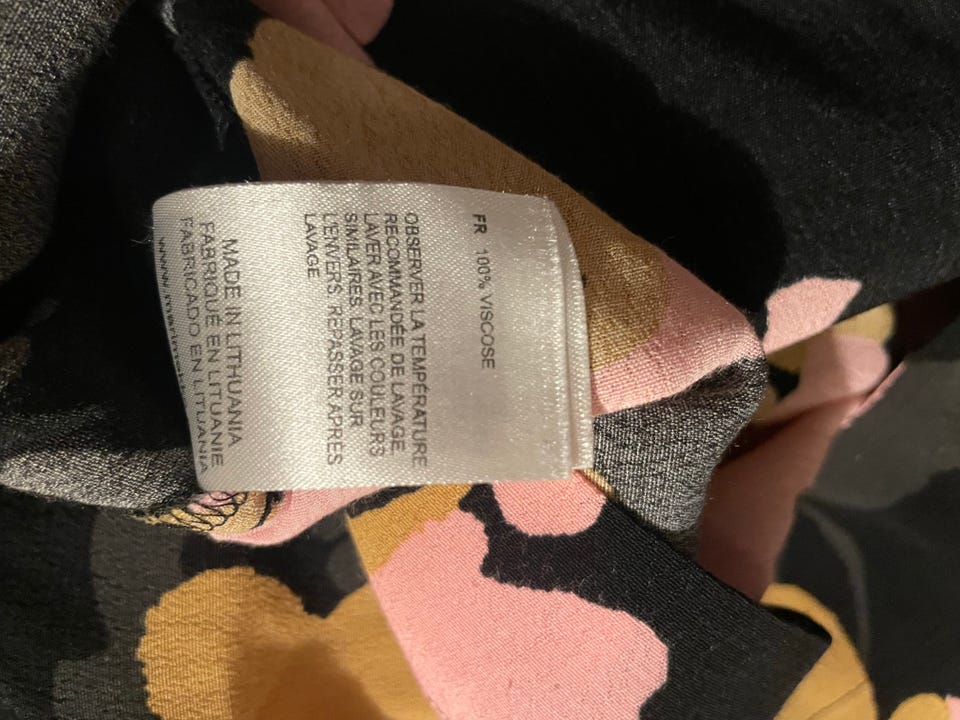 FR 100% VISCOSE
OBSERVER LA TEMPÉRATURE
RECOMMANDÉE DE LAVAGE.
LAVER AVEC LES COULEURS
SIMILAIRES. LAVAGE SUR
L'ENVERS. REPASSER APRÈS
LAVAGE.
MADE IN LITHUANIA
FABRIQUÉ EN LITUANIE
FABRICADO EN LITUANIA